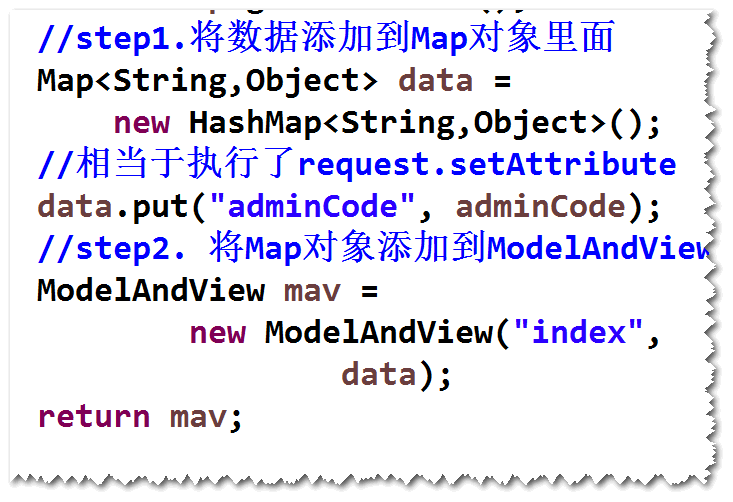 //step1.将数据添加到Map对象里面
Map<String,Object> data =
new HashMap<String,Object>();
//相当于执行了request.setAttribute
data.put("adminCode", adminCode);
//step2. 将Map对象添加到ModelAndView
ModelAndView mav =
new ModelAndView("index",
data);
return mav;